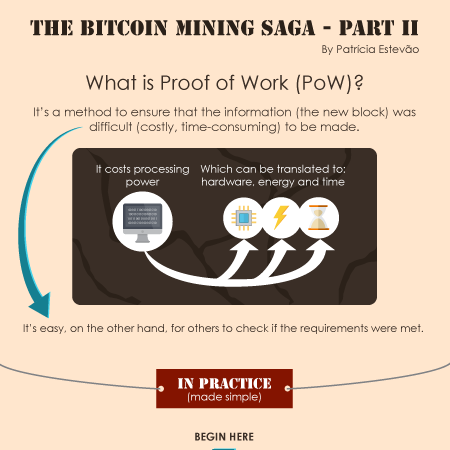 THE BITCOIN MINING SAGA - PART II
By Patrícia Estevão
What is Proof of Work (PoW)?
It's a method to ensure that the information (the new block) was
difficult (costly, time-consuming) to be made.
It costs processing
power
Which can be translated to:
hardware, energy and time
It's easy, on the other hand, for others to check if the requirements were met.
IN PRACTICE
(made simple)
BEGIN HERE